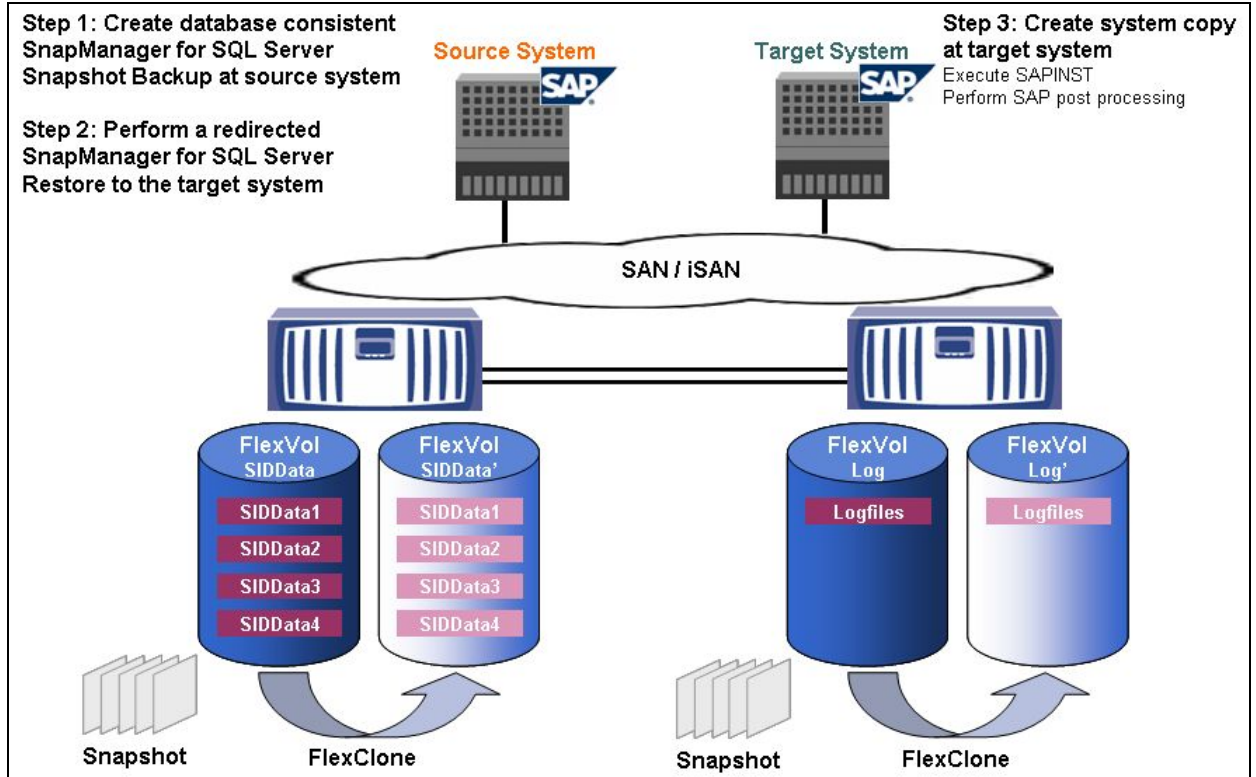 Step 1: Create database consistent
SnapManager for SQL Server
Snapshot Backup at source system
Step 2: Perform a redirected
SnapManager for SQL Server
Restore to the target system
Source System
SAP
Target System
SAP
Step 3: Create system copy
at target system
Execute SAPINST
Perform SAP post processing
SAN / iSAN
FlexVol
SIDData
SIDData1
SIDData2
SIDData3
SIDData4
FlexVol
SIDData'
SIDData1
SIDData2
SIDData3
SIDData4
FlexVol
Log
Logfiles
FlexVol
Log'
Logfiles
Snapshot
FlexClone
Snapshot
FlexClone